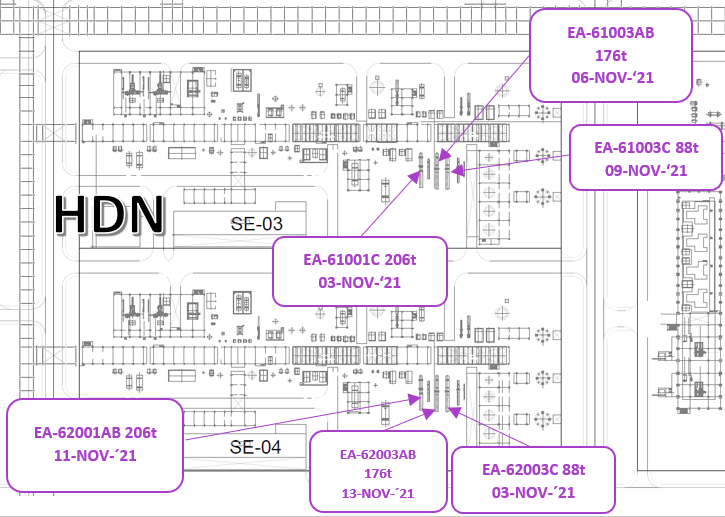 EA-61003AB
176t
06-NOV-‘21
EA-61003C 88t
09-NOV-‘21
HDN
SE-03
EA-61001C 206t
03-NOV-‘21
EA-62001AB 206t
11-NOV-´21
SE-04
EA-62003AB
176t
13-NOV-´21
EA-62003C 88t
03-NOV-´21